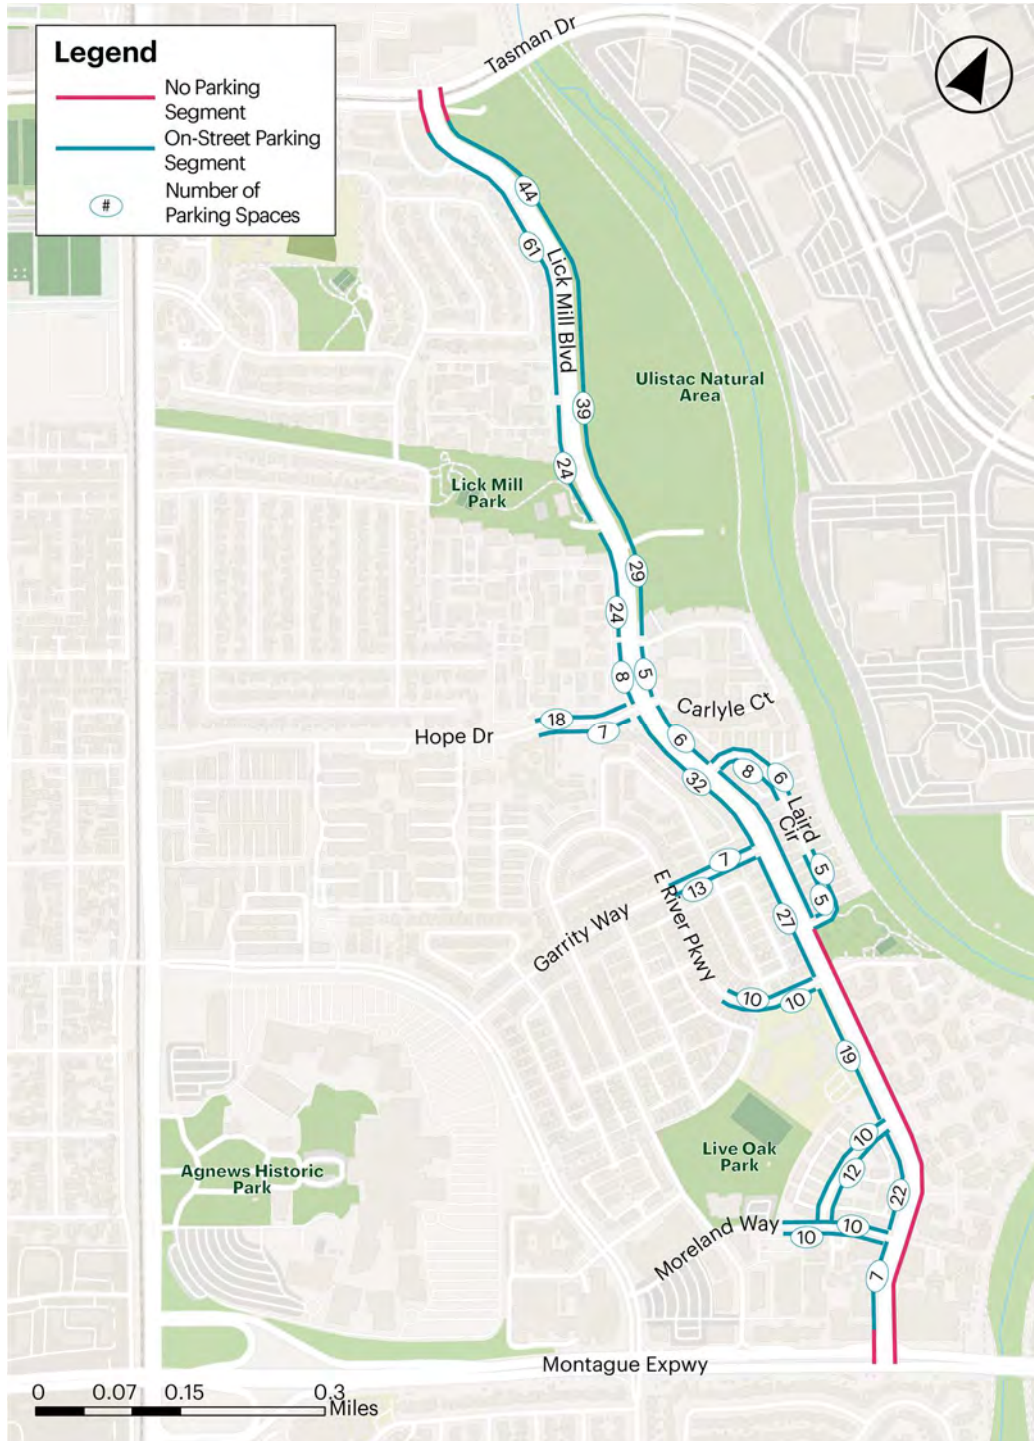 Legend
No Parking
Segment
On-Street Parking
Segment
#
Number of
Parking Spaces
Tasman Dr
44
61
Lick Mill Blvd
Ulistac Natural
Area
39
24
Lick Mill
Park
29
24
8
5
Carlyle Ct
18
7
Hope Dr
6
32
8
6
Laird
Cir
7
13
5
5
E River Pkwy
27
Garrity Way
10
10
19
10
Live Oak
Park
12
22
Agnews Historic
Park
Moreland Way
10
10
7
Montague Expwy
0
0.07
0.15
0.3
Miles